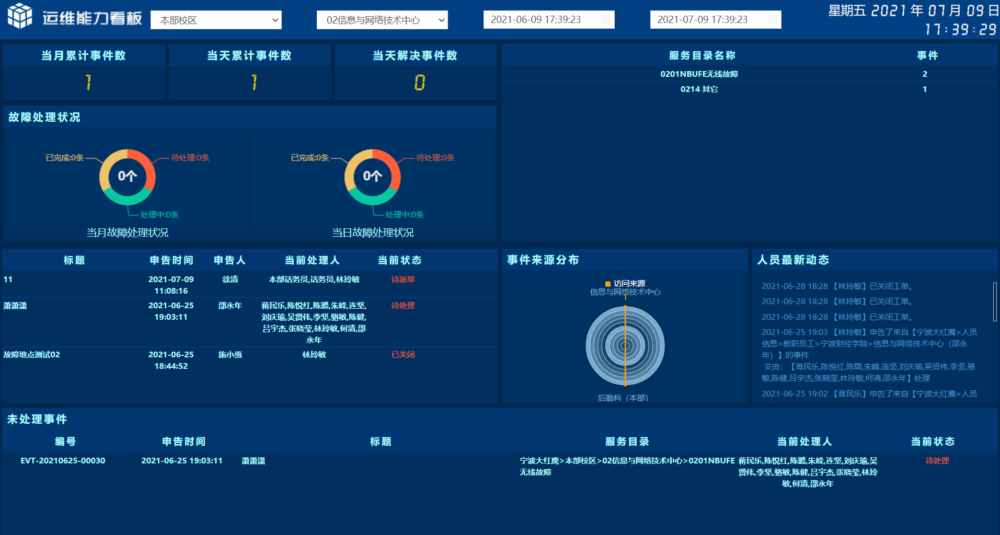 运维能力看板
本部校区
02信息与网络技术中心
2021-06-09 17:39:23
2021-07-09 17:39:23
星期五 2021 年 07 月 09 日
17:39:29
当月累计事件数
1
当天累计事件数
1
当天解决事件数
0
服务目录名称 事件
0201NBUFE无线故障 2
0214 其它 1
故障处理状况
已完成:0条
待处理:0条
0个
处理中:0条
当月故障处理状况
已完成:0条
待处理:0条
0个
处理中:0条
当日故障处理状况
标题 申告时间 申告人 当前处理人 当前状态
11 2021-07-09 徐清 本部话务员,话务员,林玲敏 待派单
11:08:16
萧萧潇 2021-06-25 邵永年 蒋民乐,陈悦红,陈璐,朱峰,连坚, 待处理
19:03:11 刘庆瑜,吴贤伟,李坚,骆敏,陈健,
吕宇杰,张晓莹,林玲敏,何清,邵
永年
故障地点测试02 2021-06-25 施小惠 林玲敏 已关闭
18:44:52
事件来源分布
访问来源
信息与网络技术中心
1
后勤科（本部）
人员最新动态
2021-06-28 18:28 【林玲敏】已关闭工单。
2021-06-28 18:28 【林玲敏】已关闭工单。
2021-06-28 18:28 【林玲敏】已关闭工单。
2021-06-25 19:03 【林玲敏】申告了来自【宁波大红鹰>人员
信息>教职员工>宁波财经学院>信息与网络技术中心（邵永
年）】的事件
交由：【蒋民乐,陈悦红,陈璐,朱峰,连坚,刘庆瑜,吴贤伟,李坚,骆
敏,陈健,吕宇杰,张晓莹,林玲敏,何清,邵永年】处理
2021-06-25 19:02 【蒋民乐】申告了来自【宁波大红鹰>人员
未处理事件
编号 申告时间 标题 服务目录 当前处理人 当前状态
EVT-20210625-00030 2021-06-25 19:03:11 萧萧潇 宁波大红鹰>本部校区>02信息与网络技术中心>0201NBUFE 蒋民乐,陈悦红,陈璐,朱峰,连坚,刘庆瑜,吴 待处理
无线故障 贤伟,李坚,骆敏,陈健,吕宇杰,张晓莹,林玲
敏,何清,邵永年